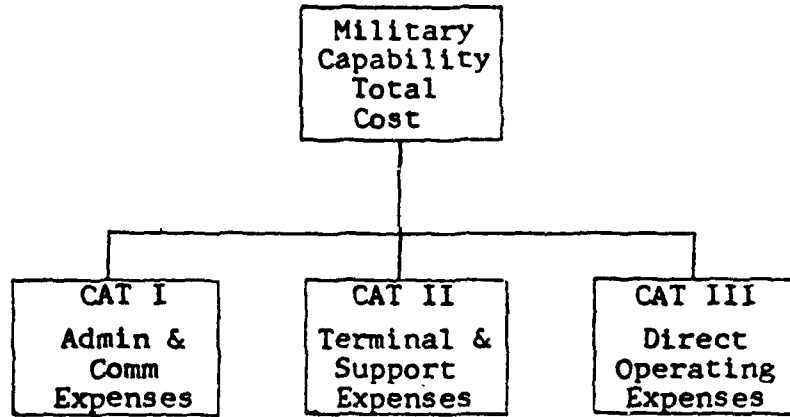 Military
Capability
Total
Cost
CAT I
Admin &
Comm
Expenses
CAT II
Terminal &
Support
Expenses
CAT III
Direct
Operating
Expenses